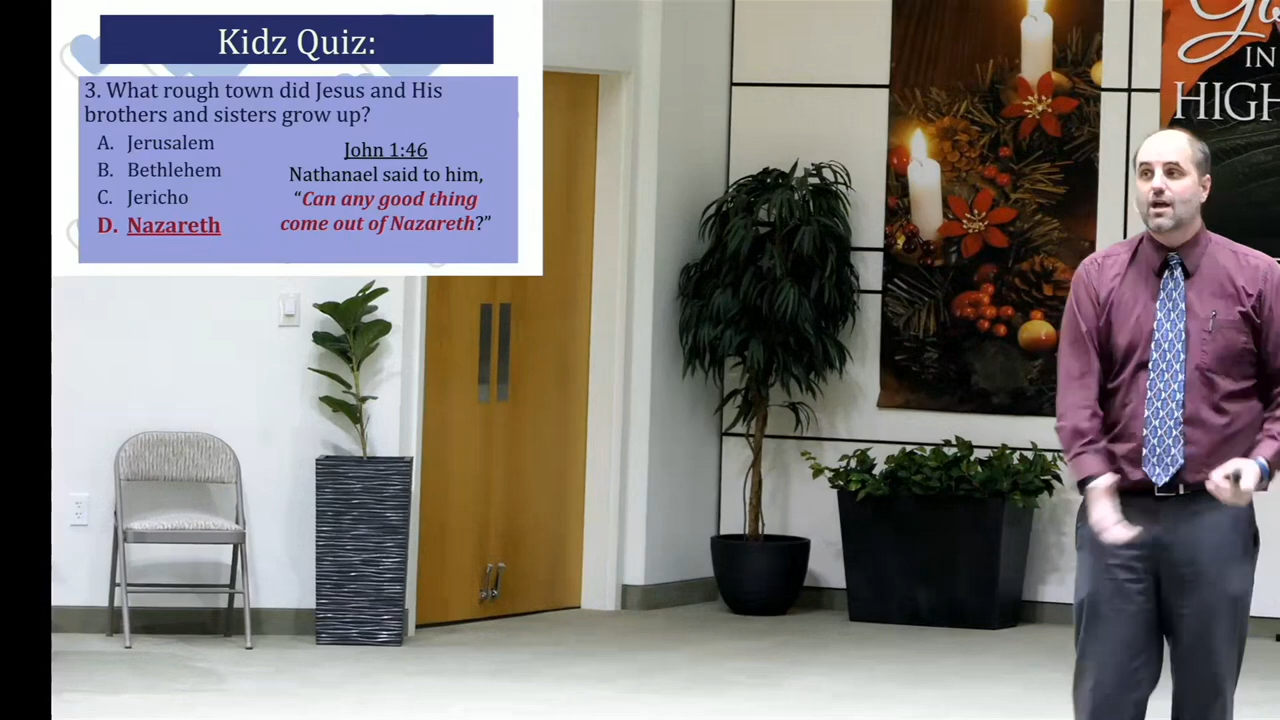 Kidz Quiz:
3. What rough town did Jesus and His
brothers and sisters grow up?
A. Jerusalem
B. Bethlehem
C. Jericho
D. Nazareth
John 1:46
Nathanael said to him,
“Can any good thing
come out of Nazareth?”
IN
HIGH